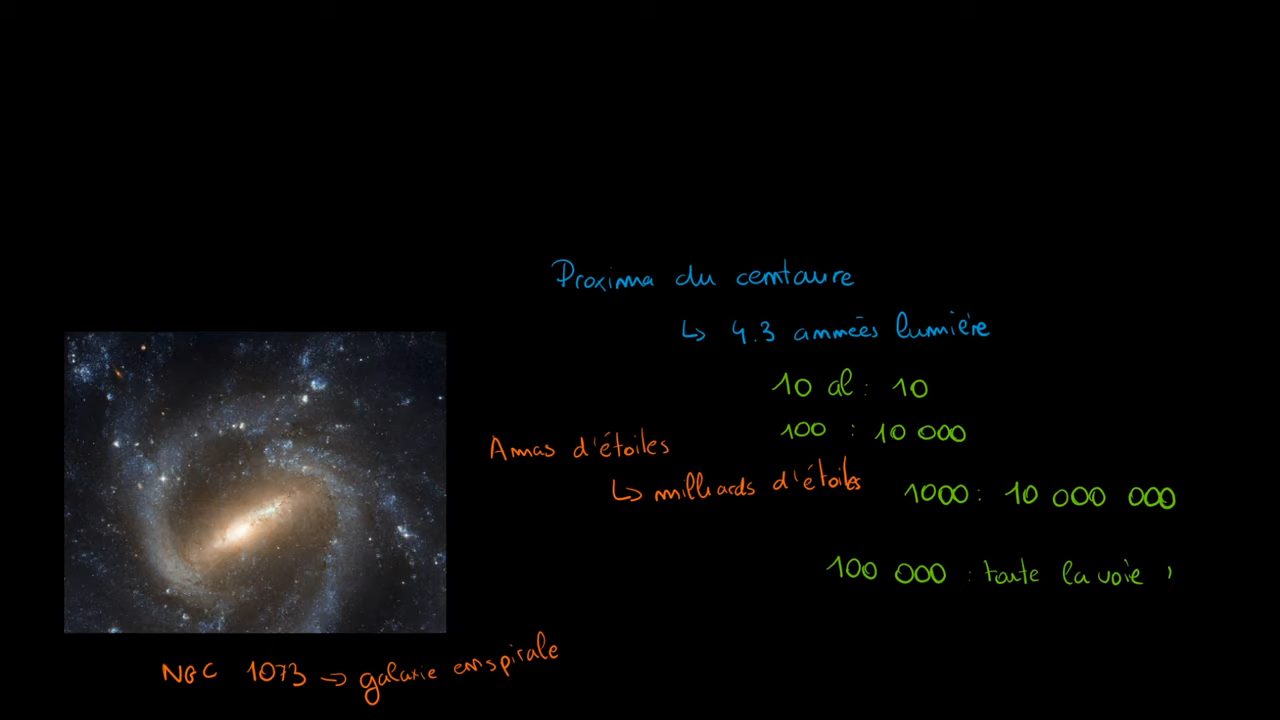 Proxima du centaure
↳ 4.3 années lumière
10 al : 10
100 : 10 000
Amas d'étoiles
↳ milliards d'étoiles
1000 : 10 000 000
100 000 : toute la voie
NGC 1073 → galaxie en spirale